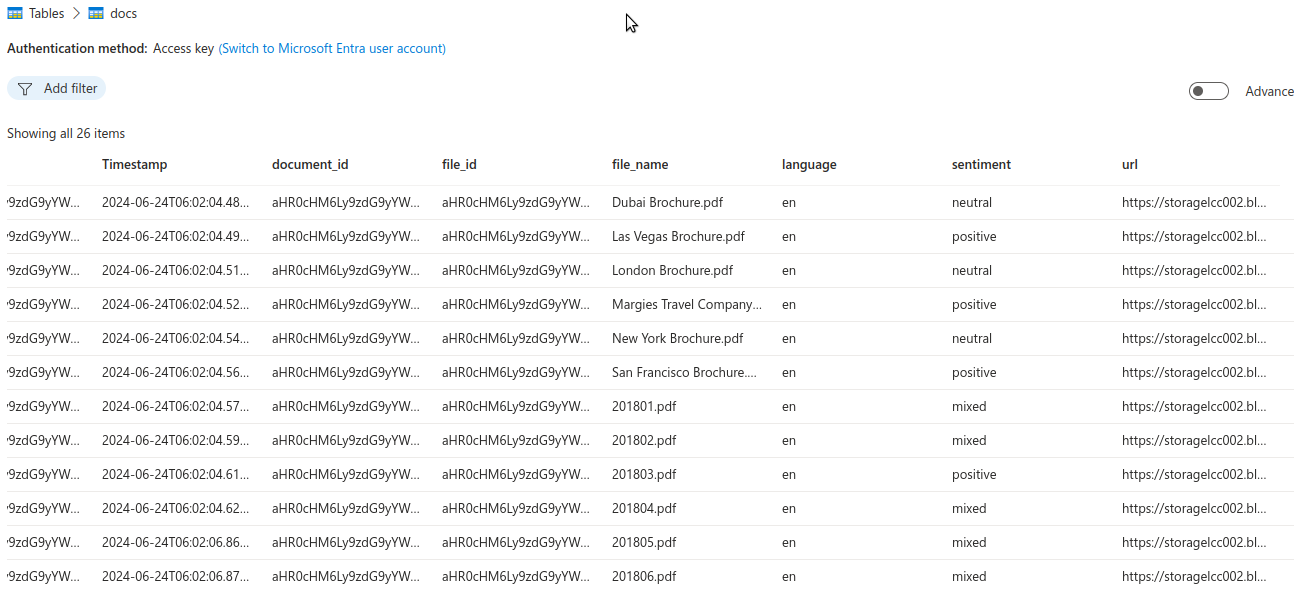 Tables > docs
Authentication method: Access key (Switch to Microsoft Entra user account)
Add filter
Advance
Showing all 26 items
Timestamp document_id file_id file_name language sentiment url
9zdG9yYW... 2024-06-24T06:02:04.48... aHR0cHM6Ly9zdG9yYW... aHR0cHM6Ly9zdG9yYW... Dubai Brochure.pdf en neutral https://storagelcc002.bl...
9zdG9yYW... 2024-06-24T06:02:04.49... aHR0cHM6Ly9zdG9yYW... aHR0cHM6Ly9zdG9yYW... Las Vegas Brochure.pdf en positive https://storagelcc002.bl...
9zdG9yYW... 2024-06-24T06:02:04.51... aHR0cHM6Ly9zdG9yYW... aHR0cHM6Ly9zdG9yYW... London Brochure.pdf en neutral https://storagelcc002.bl...
9zdG9yYW... 2024-06-24T06:02:04.52... aHR0cHM6Ly9zdG9yYW... aHR0cHM6Ly9zdG9yYW... Margies Travel Company... en positive https://storagelcc002.bl...
9zdG9yYW... 2024-06-24T06:02:04.54... aHR0cHM6Ly9zdG9yYW... aHR0cHM6Ly9zdG9yYW... New York Brochure.pdf en neutral https://storagelcc002.bl...
9zdG9yYW... 2024-06-24T06:02:04.56... aHR0cHM6Ly9zdG9yYW... aHR0cHM6Ly9zdG9yYW... San Francisco Brochure.... en positive https://storagelcc002.bl...
9zdG9yYW... 2024-06-24T06:02:04.57... aHR0cHM6Ly9zdG9yYW... aHR0cHM6Ly9zdG9yYW... 201801.pdf en mixed https://storagelcc002.bl...
9zdG9yYW... 2024-06-24T06:02:04.59... aHR0cHM6Ly9zdG9yYW... aHR0cHM6Ly9zdG9yYW... 201802.pdf en mixed https://storagelcc002.bl...
9zdG9yYW... 2024-06-24T06:02:04.61... aHR0cHM6Ly9zdG9yYW... aHR0cHM6Ly9zdG9yYW... 201803.pdf en positive https://storagelcc002.bl...
9zdG9yYW... 2024-06-24T06:02:04.62... aHR0cHM6Ly9zdG9yYW... aHR0cHM6Ly9zdG9yYW... 201804.pdf en mixed https://storagelcc002.bl...
9zdG9yYW... 2024-06-24T06:02:06.86... aHR0cHM6Ly9zdG9yYW... aHR0cHM6Ly9zdG9yYW... 201805.pdf en mixed https://storagelcc002.bl...
9zdG9yYW... 2024-06-24T06:02:06.87... aHR0cHM6Ly9zdG9yYW... aHR0cHM6Ly9zdG9yYW... 201806.pdf en mixed https://storagelcc002.bl...